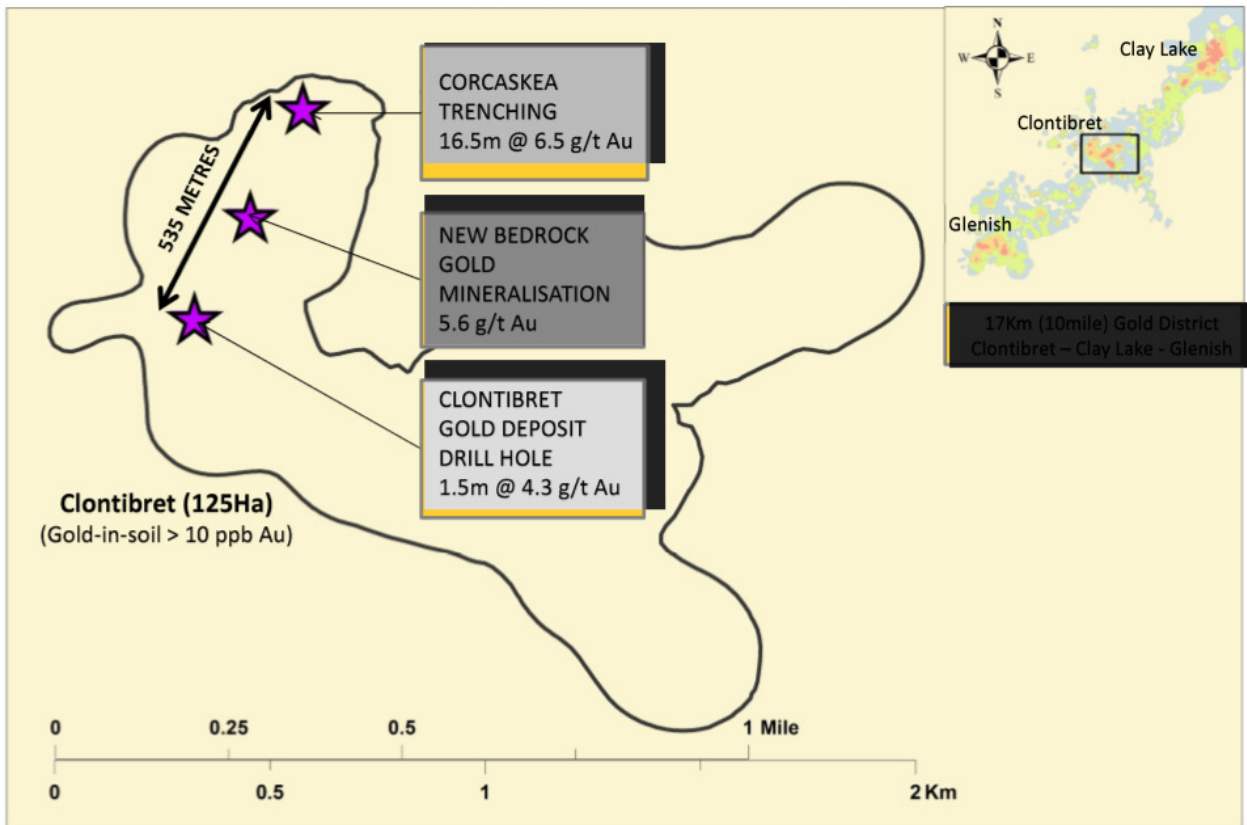 CORCASKEA
TRENCHING
16.5m @ 6.5 g/t Au
535 METRES
NEW BEDROCK
GOLD
MINERALISATION
5.6 g/t Au
CLONTIBRET
GOLD DEPOSIT
DRILL HOLE
1.5m @ 4.3 g/t Au
Clontibret (125Ha)
(Gold-in-soil > 10 ppb Au)
N
W E
S
Clay Lake
Clontibret
Glenish
17Km (10mile) Gold District
Clontibret – Clay Lake - Glenish
0 0.25 0.5 1 Mile
0 0.5 1 2 Km